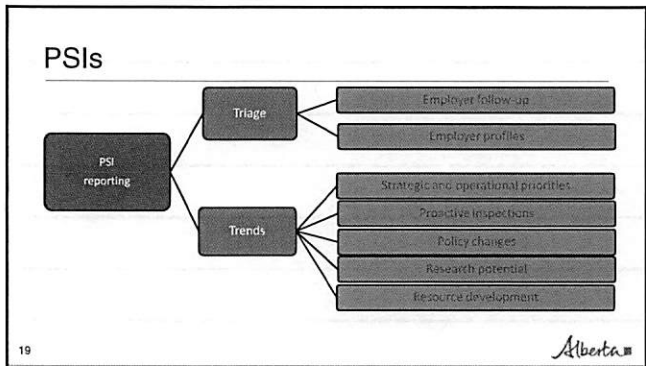 PSIs
PSI
reporting
Triage
Employer follow-up
Employer profiles
Trends
Strategic and operational priorities
Proactive inspections
Policy changes
Research potential
Resource development
19
Alberta